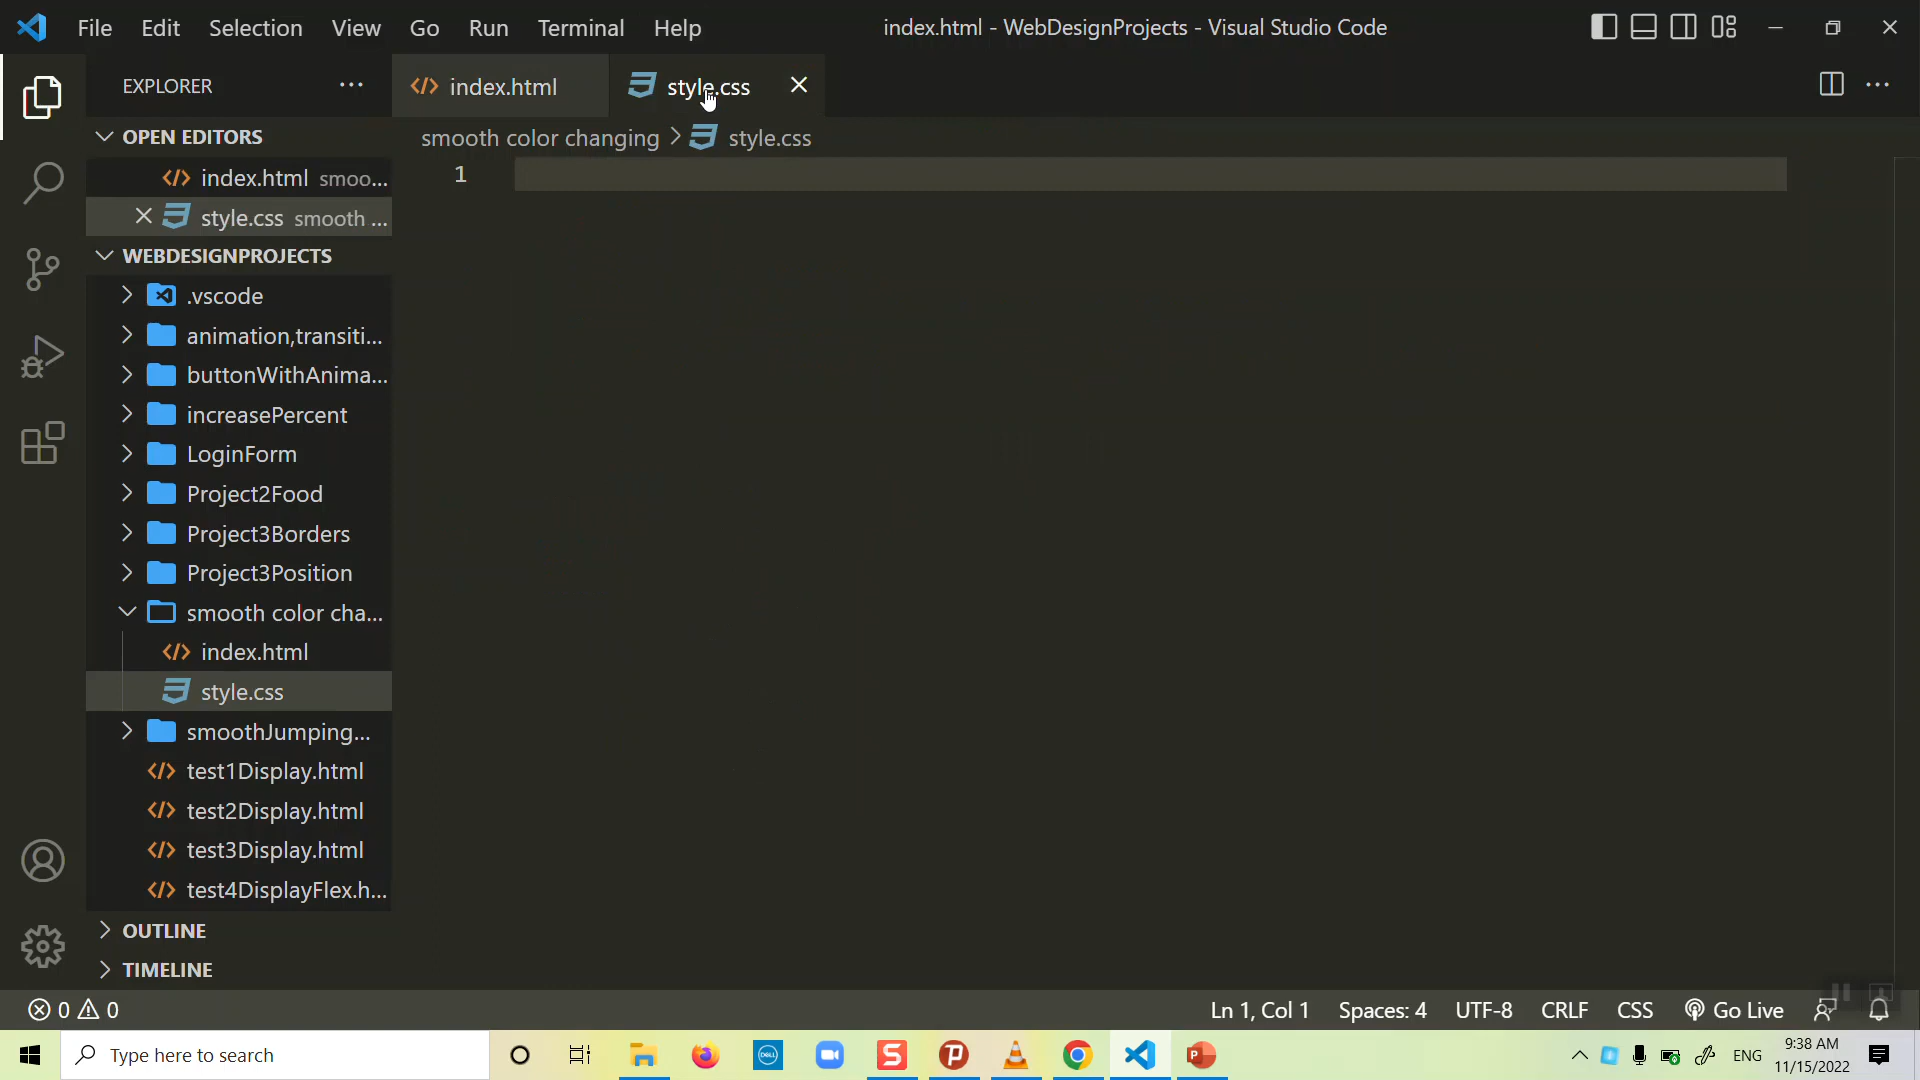 File Edit Selection View Go Run Terminal Help
index.html - WebDesignProjects - Visual Studio Code
EXPLORER
index.html
style.css
OPEN EDITORS
index.html smoo...
style.css smooth ...
WEBDESIGNPROJECTS
.vscode
animation,transiti...
buttonWithAnima...
increasePercent
LoginForm
Project2Food
Project3Borders
Project3Position
smooth color cha...
index.html
style.css
smoothJumping...
test1Display.html
test2Display.html
test3Display.html
test4DisplayFlex.h...
OUTLINE
TIMELINE
smooth color changing > style.css
1
0 0
Ln 1, Col 1 Spaces: 4 UTF-8 CRLF CSS Go Live
Type here to search
DELL
ENG
9:38 AM
11/15/2022